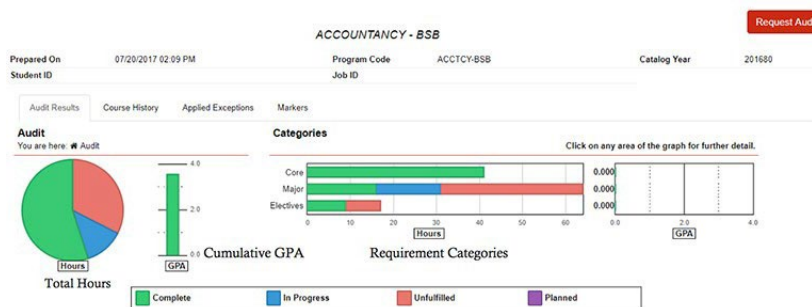 Request Aud
ACCOUNTANCY - BSB
Prepared On 07/20/2017 02:09 PM Program Code ACCTCY-BSB Catalog Year 201680
Student ID Job ID
Audit Results Course History Applied Exceptions Markers
Audit Categories
You are here: Audit Click on any area of the graph for further detail.
4.0
2.0
0.0
Hours GPA
Total Hours
Cumulative GPA
Core
Major
Electives
0 10 20 30 40 50 60
Hours
Requirement Categories
0.000
0.000
0.000
0.0 2.0 4.0
GPA
Complete In Progress Unfulfilled Planned